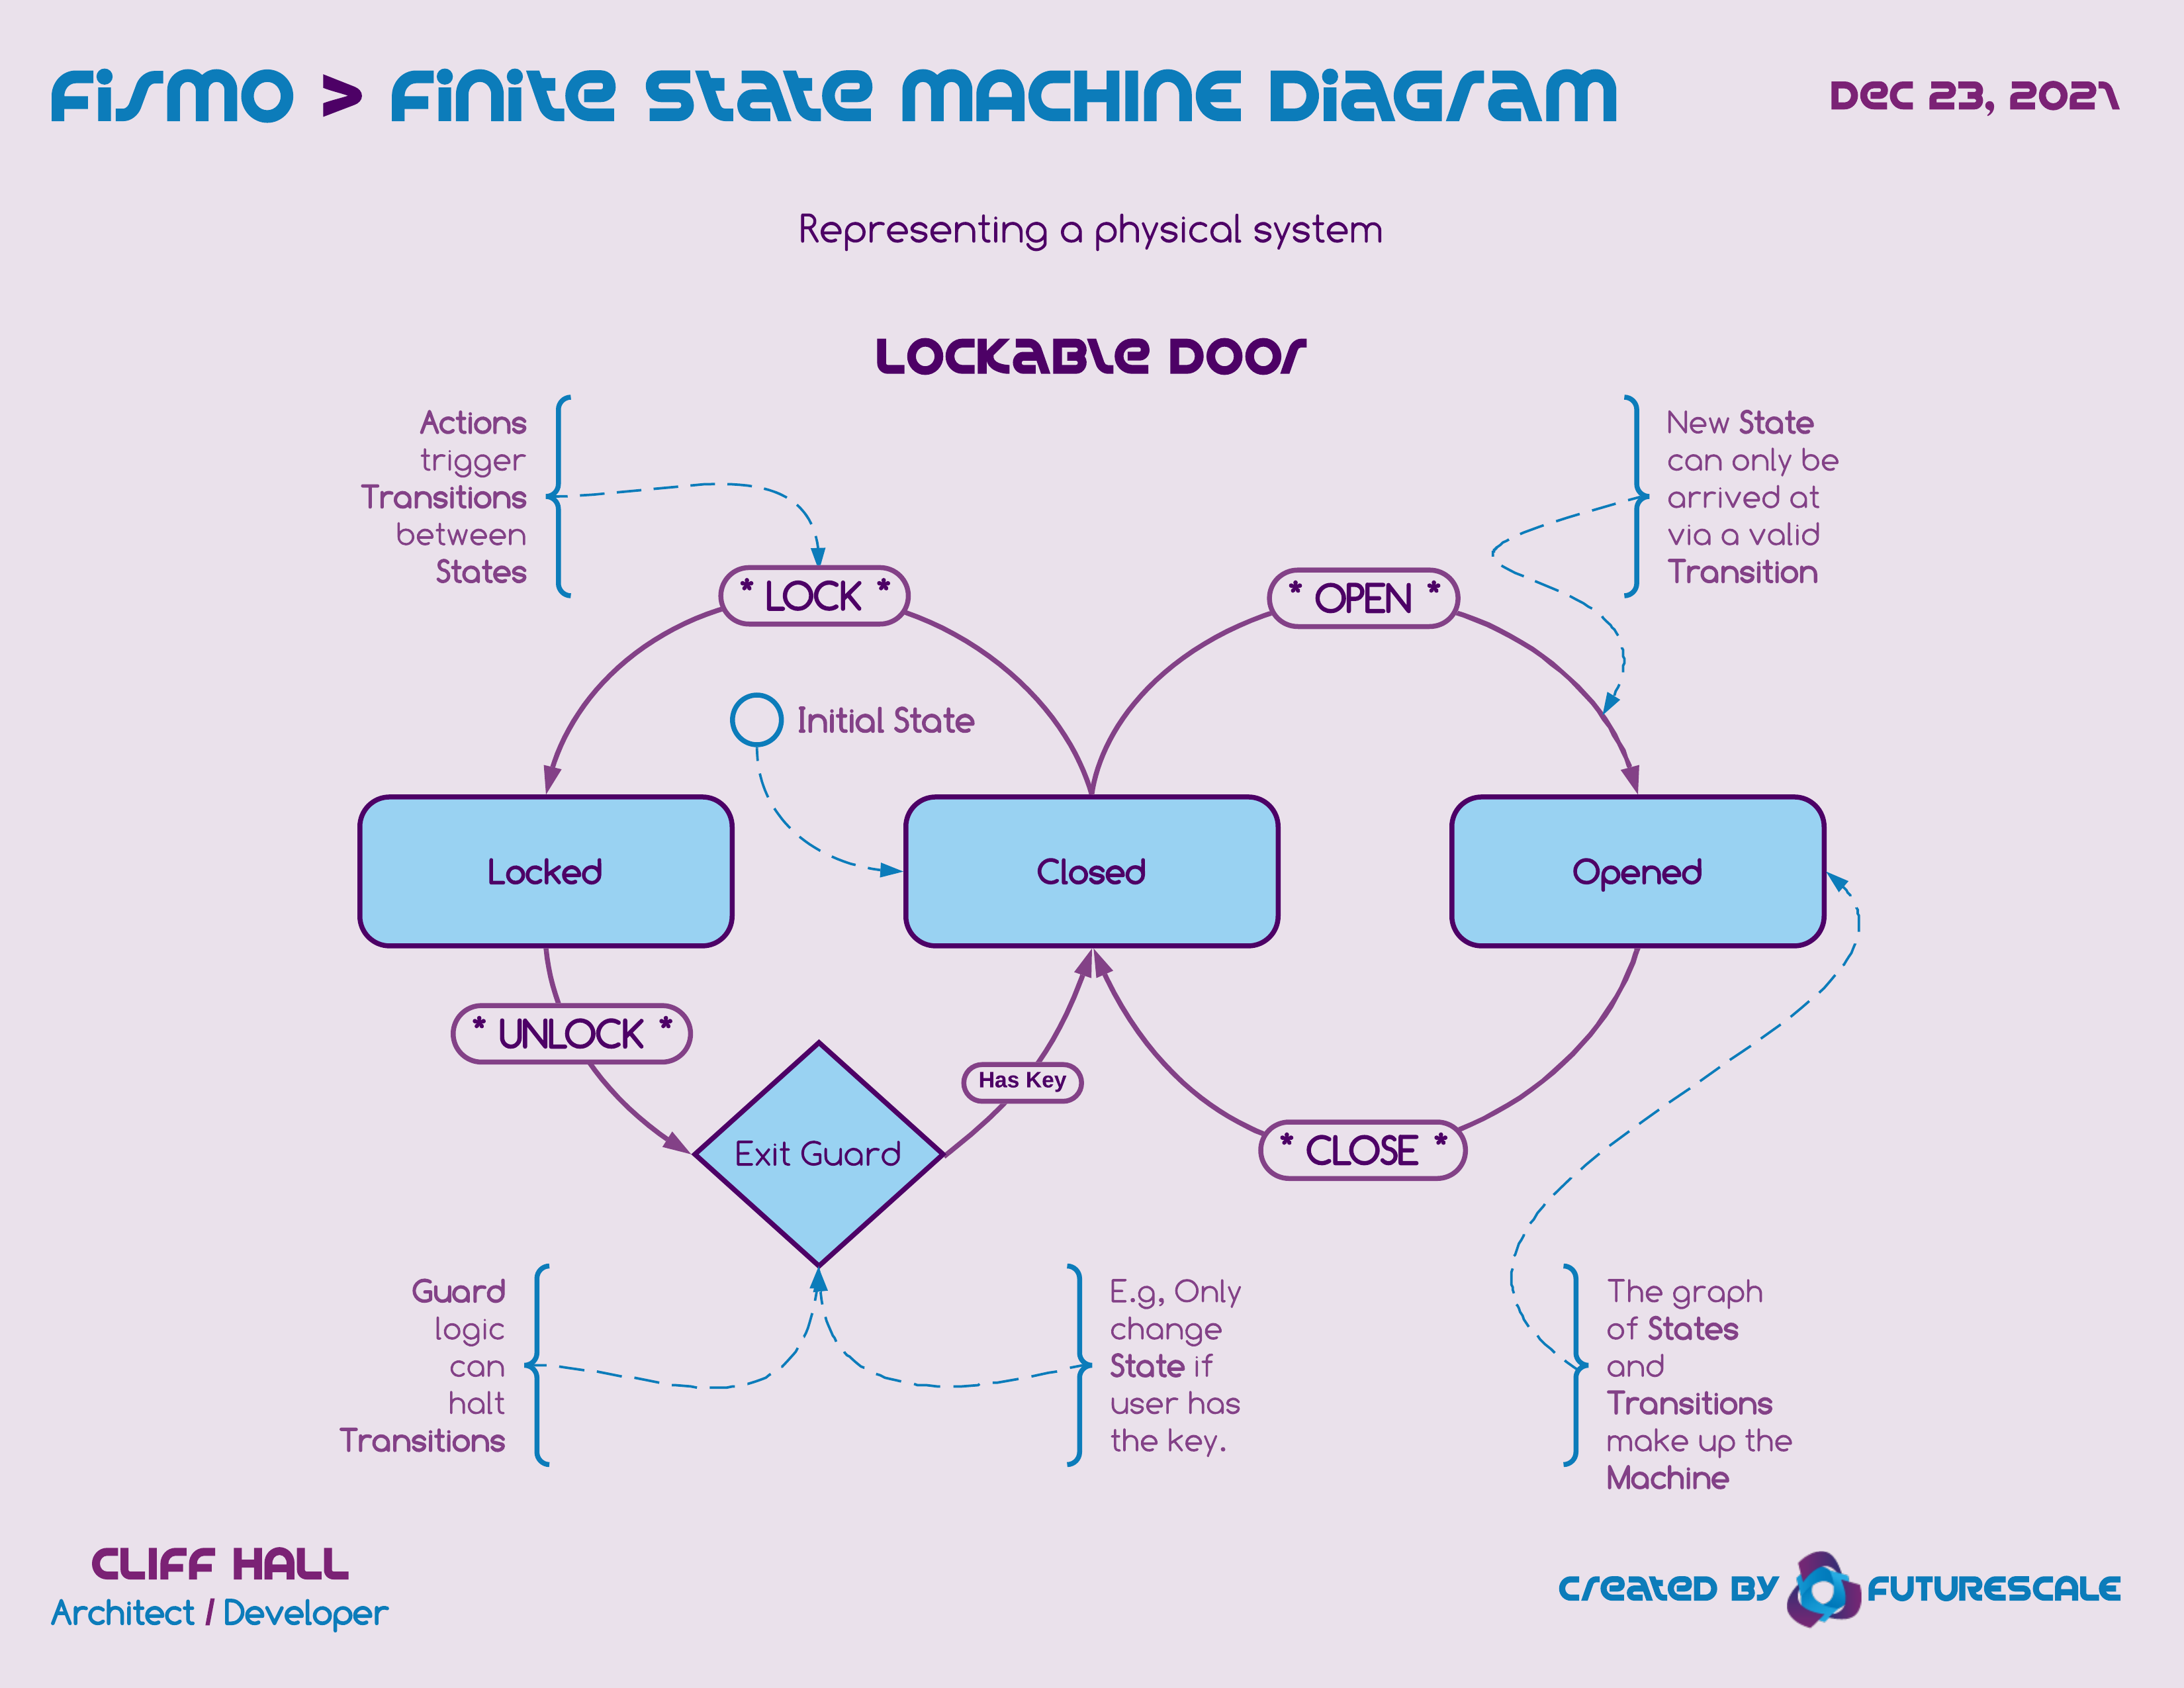 Fismo > Finite State Machine Diagram
Dec 23, 2021
Representing a physical system
Lockable Door
Actions
trigger
Transitions
between
States
New State
can only be
arrived at
via a valid
Transition
* LOCK *
* OPEN *
Initial State
Locked
Closed
Opened
* UNLOCK *
Has Key
Exit Guard
* CLOSE *
Guard
logic
can
halt
Transitions
E.g, Only
change
State if
user has
the key.
The graph
of States
and
Transitions
make up the
Machine
CLIFF HALL
Architect / Developer
Created by FUTURESCALE